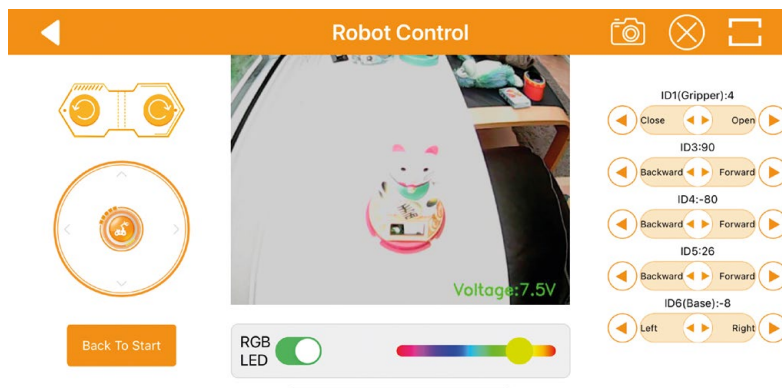 Robot Control
ID1(Gripper):4
Close Open
ID3:90
Backward Forward
ID4:-80
Backward Forward
ID5:26
Backward Forward
ID6(Base):-8
Left Right
Voltage:7.5V
Back To Start
RGB
LED